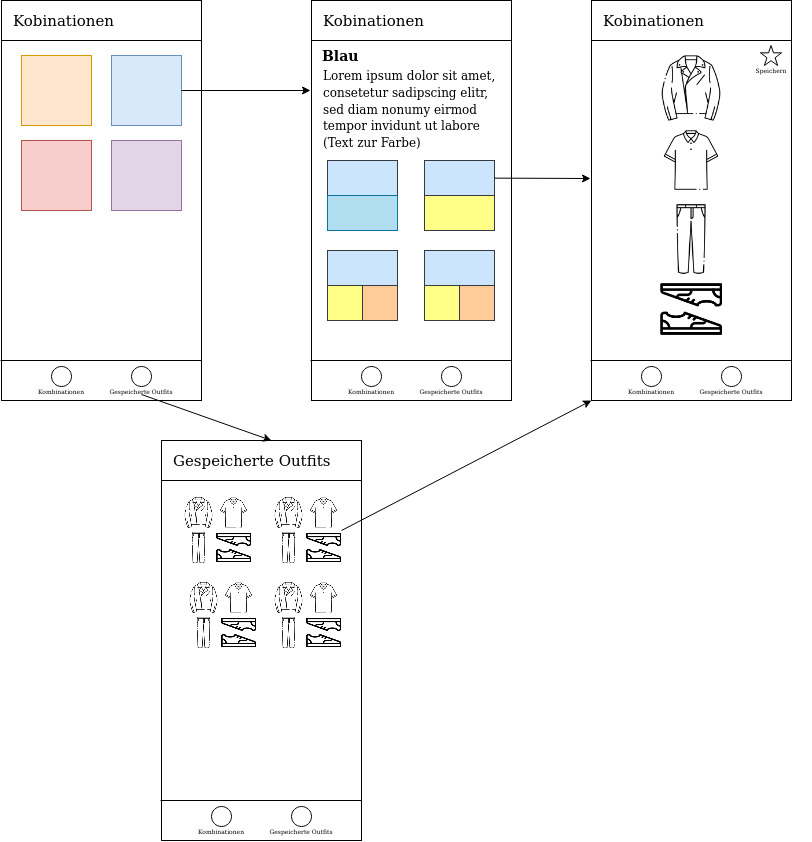 Kobinationen
Kombinationen
Gespeicherte Outfits
Kobinationen
Blau
Lorem ipsum dolor sit amet,
consetetur sadipscing elitr,
sed diam nonumy eirmod
tempor invidunt ut labore
(Text zur Farbe)
Kombinationen
Gespeicherte Outfits
Kobinationen
Speichern
Kombinationen
Gespeicherte Outfits
Gespeicherte Outfits
Kombinationen
Gespeicherte Outfits